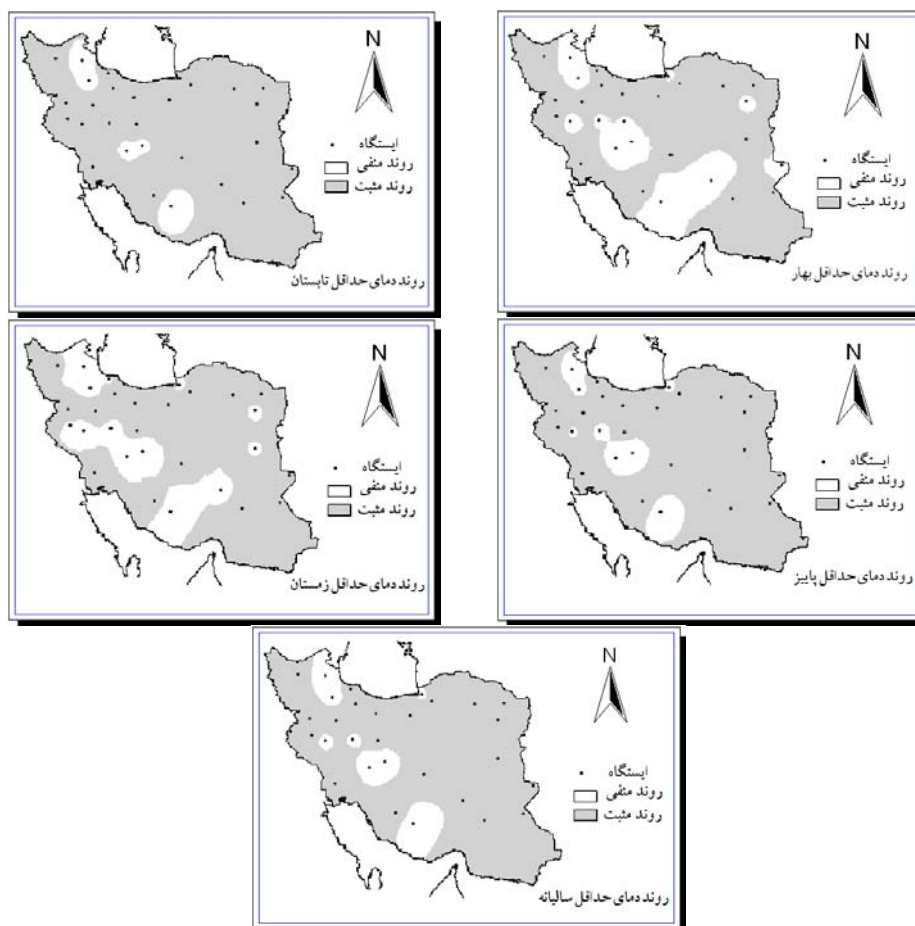 N
ایستگاه
روند منفی
روند مثبت
روند دمای حداقل بهار
N
ایستگاه
روند منفی
روند مثبت
روند دمای حداقل تابستان
N
ایستگاه
روند منفی
روند مثبت
روند دمای حداقل پاییز
N
ایستگاه
روند منفی
روند مثبت
روند دمای حداقل زمستان
N
ایستگاه
روند منفی
روند مثبت
روند دمای حداقل سالیانه